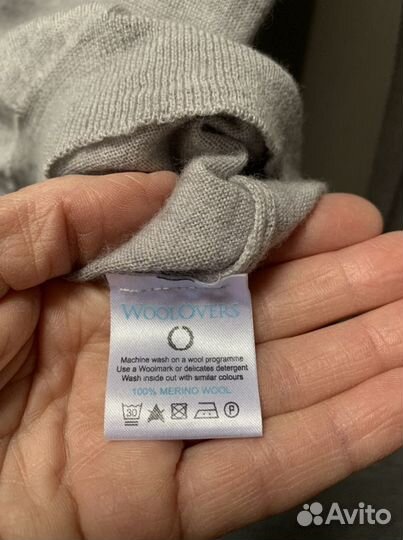 WOOLOVERS
Machine wash on a wool programme
Use a Woolmark or delicates detergent
Wash inside out with similar colours
100% MERINO WOOL
30 P
Avito